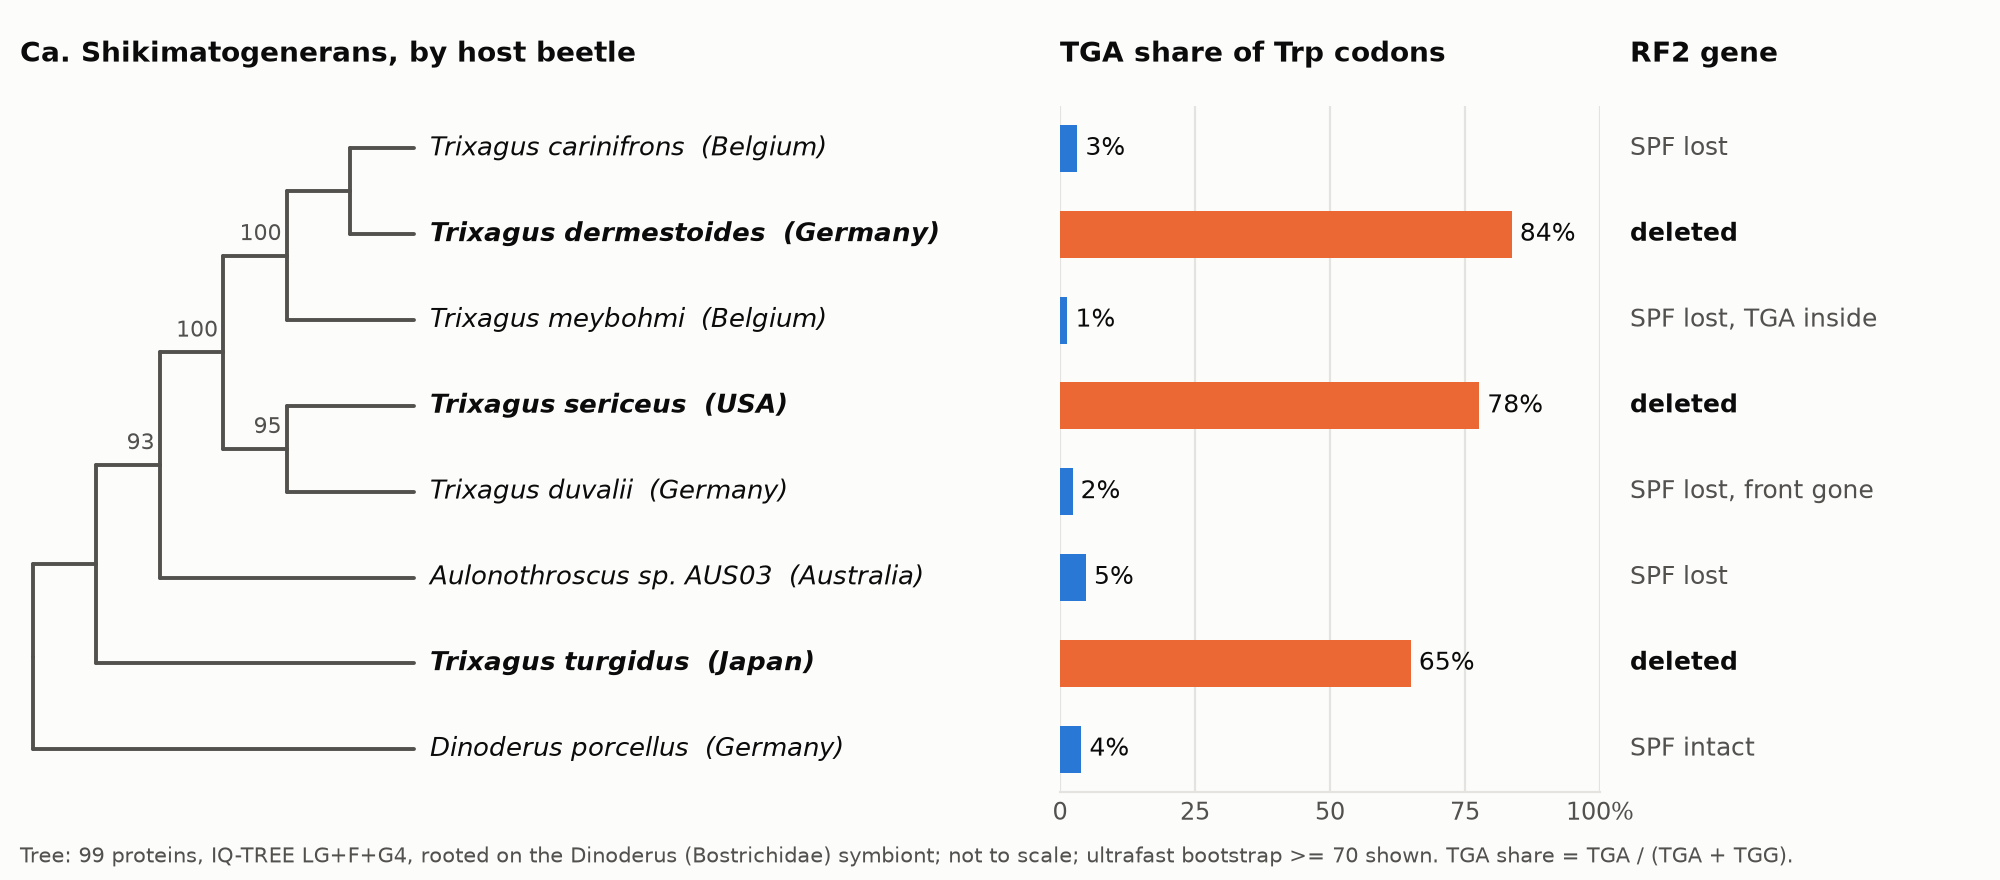 Ca. Shikimatogenerans, by host beetle
TGA share of Trp codons
RF2 gene
Trixagus carinifrons (Belgium) 3% SPF lost
100 Trixagus dermestoides (Germany) 84% deleted
100 Trixagus meybohmi (Belgium) 1% SPF lost, TGA inside
95 Trixagus sericeus (USA) 78% deleted
93 Trixagus duvalii (Germany) 2% SPF lost, front gone
Aulonothroscus sp. AUS03 (Australia) 5% SPF lost
Trixagus turgidus (Japan) 65% deleted
Dinoderus porcellus (Germany) 4% SPF intact
0 25 50 75 100%
Tree: 99 proteins, IQ-TREE LG+F+G4, rooted on the Dinoderus (Bostrichidae) symbiont; not to scale; ultrafast bootstrap >= 70 shown. TGA share = TGA / (TGA + TGG).